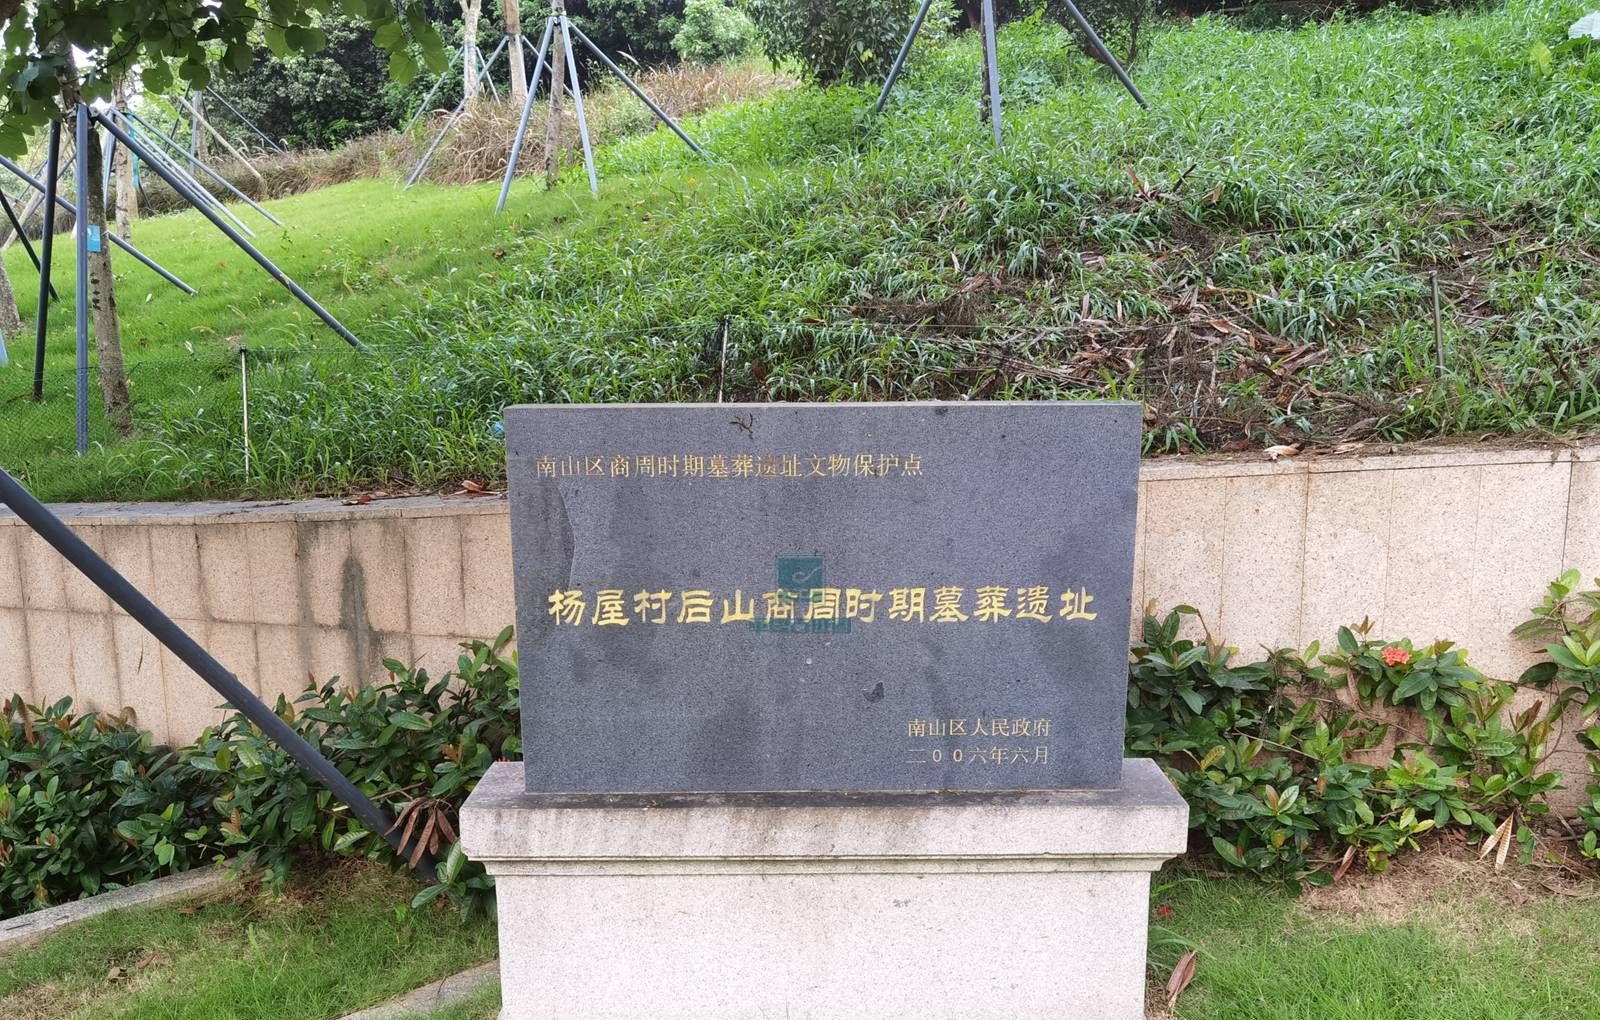 南山区商周时期墓葬遗址文物保护点
杨屋村后山商周时期墓葬遗址
南山区人民政府
二00六年六月